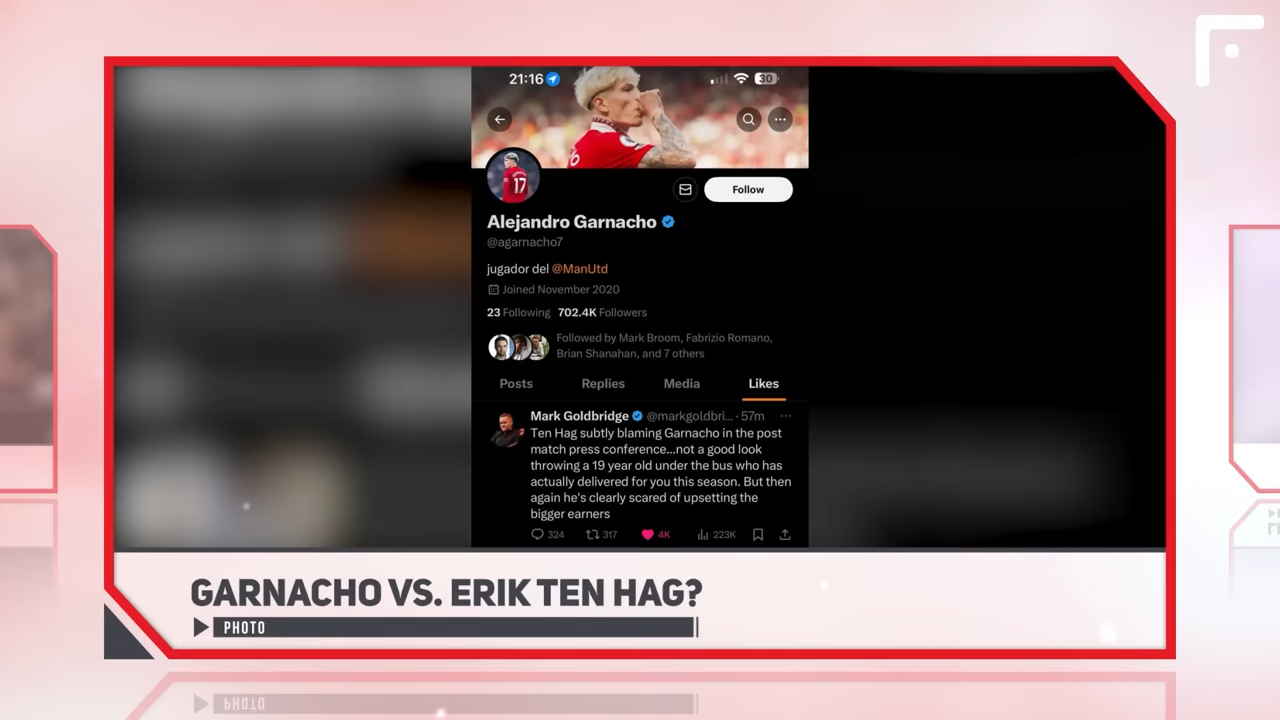 21:16
30
17
Follow
Alejandro Garnacho
@agarnacho7
jugador del @ManUtd
Joined November 2020
23 Following 702.4K Followers
Followed by Mark Broom, Fabrizio Romano,
Brian Shanahan, and 7 others
Posts Replies Media Likes
Mark Goldbridge @markgoldbri... · 57m
Ten Hag subtly blaming Garnacho in the post
match press conference...not a good look
throwing a 19 year old under the bus who has
actually delivered for you this season. But then
again he's clearly scared of upsetting the
bigger earners
324 317 4K 223K
GARNACHO VS. ERIK TEN HAG?
PHOTO